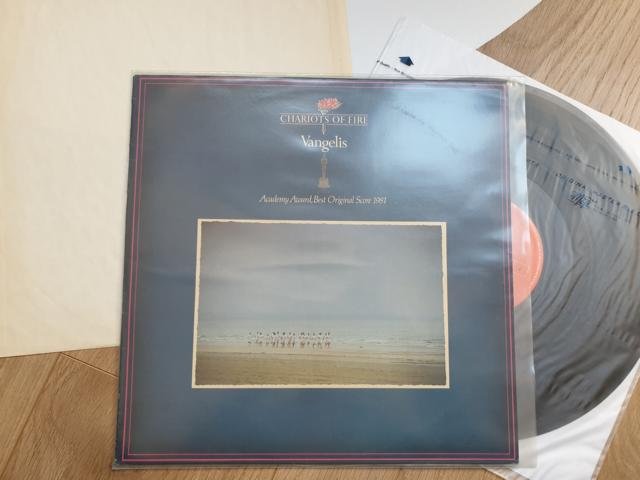 CHARIOTS OF FIRE
Vangelis
Academy Award, Best Original Score 1981